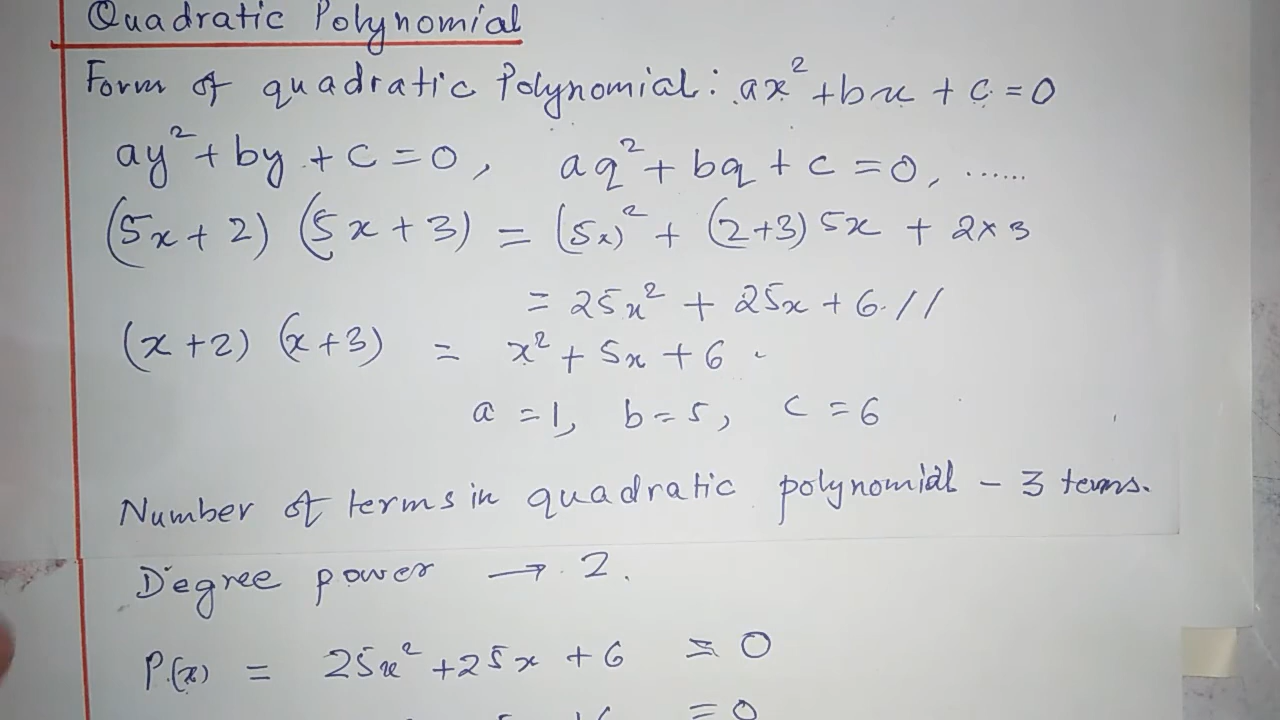 Quadratic Polynomial
Form of quadratic Polynomial: ax² + bx + c = 0
ay² + by + c = 0, aq² + bq + c = 0, ......
(5x + 2) (5x + 3) = (5x)² + (2+3) 5x + 2×3
= 25x² + 25x + 6. //
(x+2) (x+3) = x² + 5x + 6.
a = 1, b = 5, c = 6
Number of terms in quadratic polynomial - 3 terms.
Degree power → 2.
P(x) = 25x² + 25x + 6 = 0
= 0